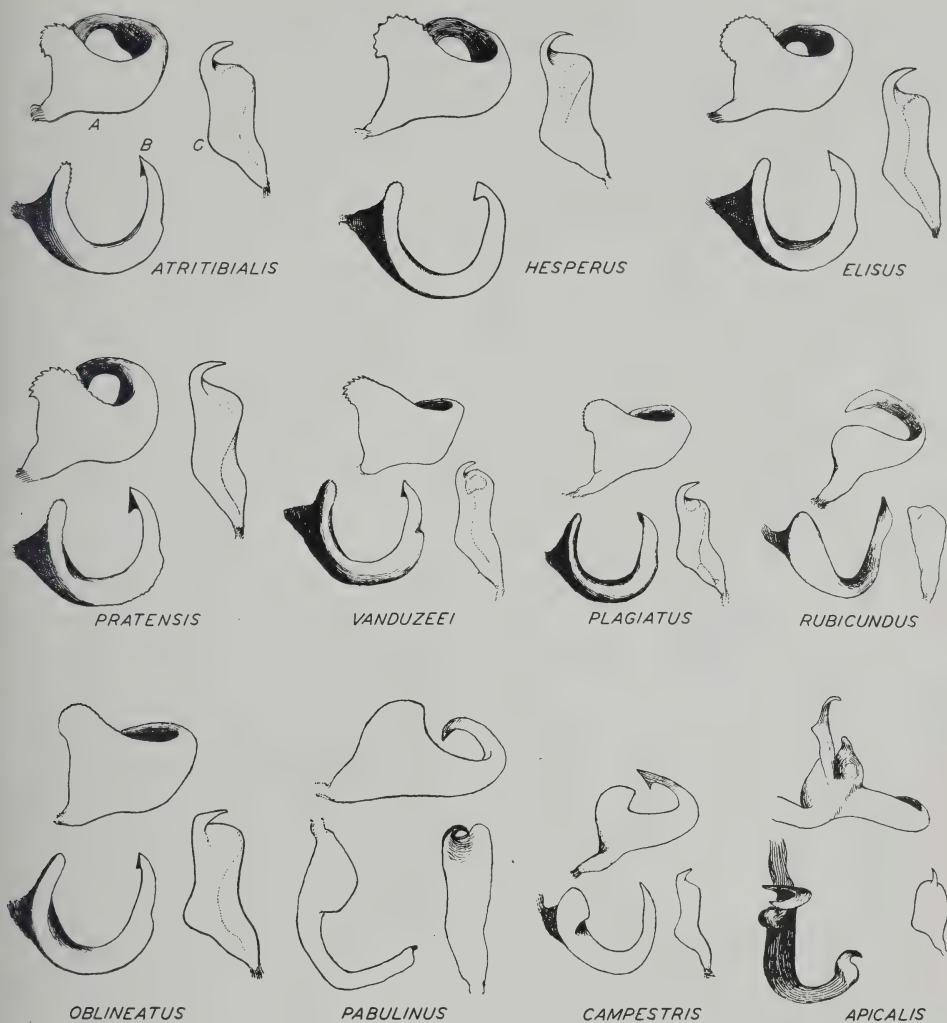 A
B
C
ATRITIBIALIS
HESPERUS
ELISUS
PRATENSIS
VANDUZEEI
PLAGIATUS
RUBICUNDUS
OBLINEATUS
PABULINUS
CAMPESTRIS
APICALIS